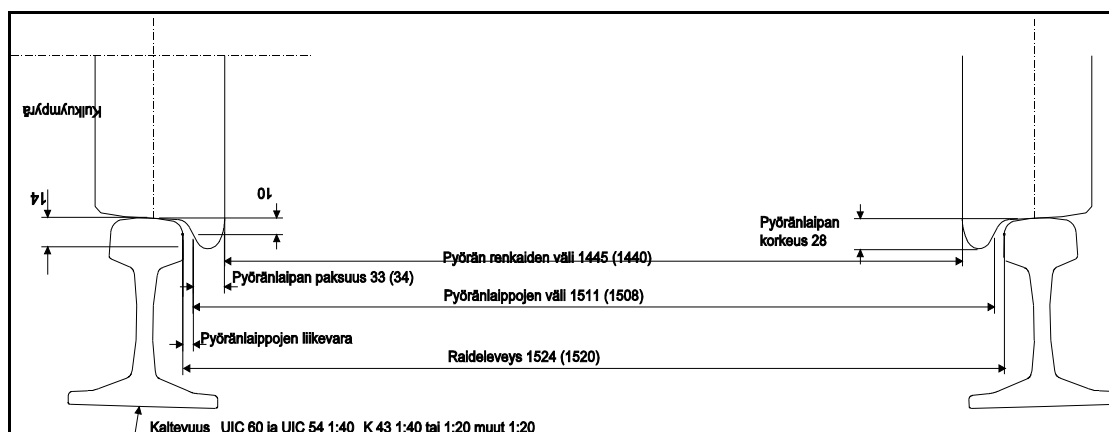 Kulkuympyrä
14
10
Pyöränlaipan
korkeus 28
Pyörän renkaiden väli 1445 (1440)
Pyöränlaipan paksuus 33 (34)
Pyöränlaippojen väli 1511 (1508)
Pyöränlaippojen liikevara
Raideleveys 1524 (1520)
Kaltevuus UIC 60 ja UIC 54 1:40 K 43 1:40 tai 1:20 muut 1:20